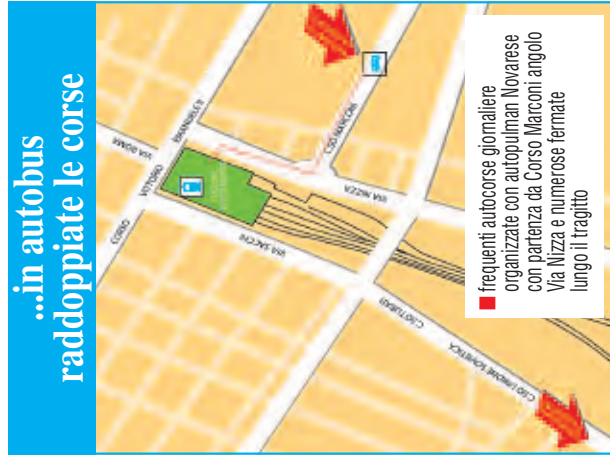 ...in autobus
raddoppiate le corse
VIA ROMA
CORSO
VITTORIO
EMANUELE II
VIA SACCHI
VIA NIZZA
C.SO MARCONI
C.SO TURATI
C.SO UNIONE SOVIETICA
frequenti autocorse giornaliere
organizzate con autopulman Novarese
con partenza da Corso Marconi angolo
Via Nizza e numerose fermate
lungo il tragitto